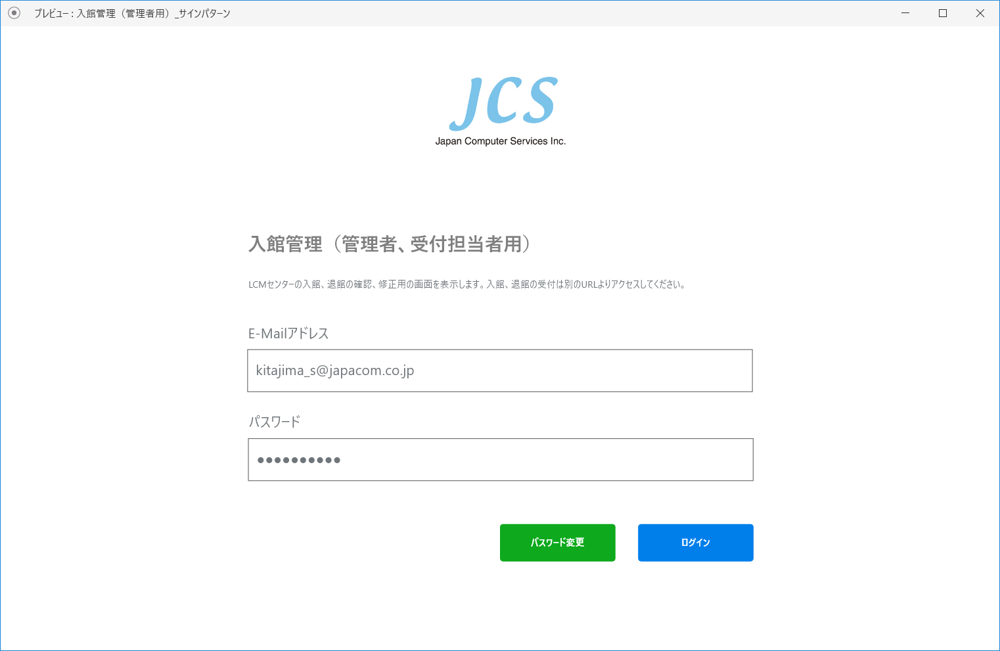 プレビュー : 入館管理（管理者用）_サインパターン
JCS
Japan Computer Services Inc.
入館管理（管理者、受付担当者用）
LCMセンターの入館、退館の確認、修正用の画面を表示します。入館、退館の受付は別のURLよりアクセスしてください。
E-Mailアドレス
kitajima_s@japacom.co.jp
パスワード
●●●●●●●●●●
パスワード変更
ログイン